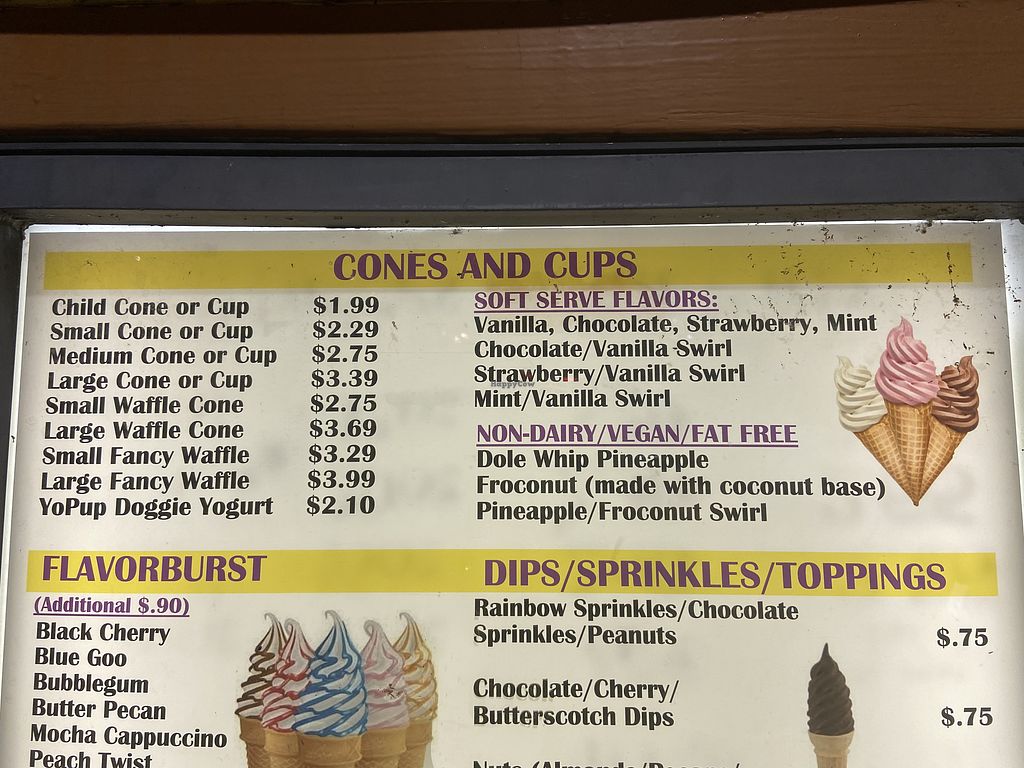 CONES AND CUPS
Child Cone or Cup $1.99
Small Cone or Cup $2.29
Medium Cone or Cup $2.75
Large Cone or Cup $3.39
Small Waffle Cone $2.75
Large Waffle Cone $3.69
Small Fancy Waffle $3.29
Large Fancy Waffle $3.99
YoPup Doggie Yogurt $2.10
SOFT SERVE FLAVORS:
Vanilla, Chocolate, Strawberry, Mint
Chocolate/Vanilla Swirl
Strawberry/Vanilla Swirl
HappyCow
Mint/Vanilla Swirl
NON-DAIRY/VEGAN/FAT FREE
Dole Whip Pineapple
Froconut (made with coconut base)
Pineapple/Froconut Swirl
FLAVORBURST
(Additional $.90)
Black Cherry
Blue Goo
Bubblegum
Butter Pecan
Mocha Cappuccino
Peach Twist
DIPS/SPRINKLES/TOPPINGS
Rainbow Sprinkles/Chocolate
Sprinkles/Peanuts $.75
Chocolate/Cherry/
Butterscotch Dips $.75
Nuts (Almonds/Pecans/